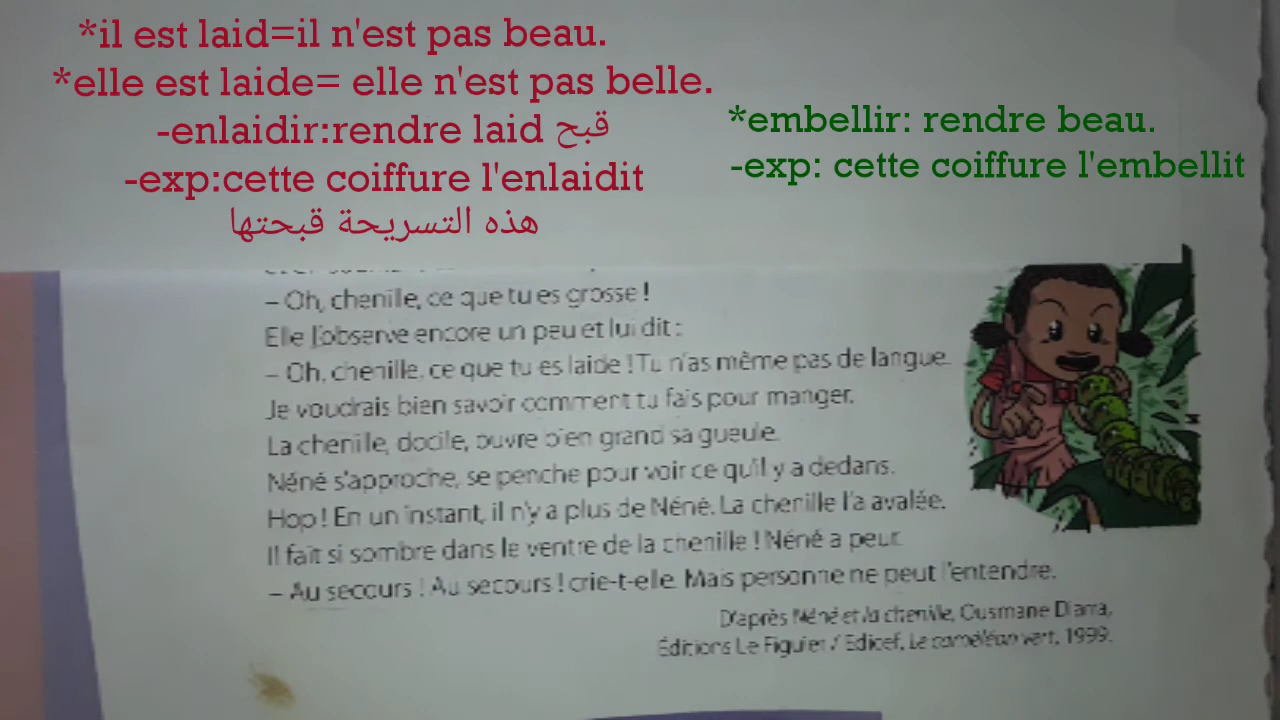 *il est laid=il n'est pas beau.
*elle est laide= elle n'est pas belle.
-enlaidir:rendre laid قبح
-exp:cette coiffure l'enlaidit
هذه التسريحة قبحتها
*embellir: rendre beau.
-exp: cette coiffure l'embellit
– Oh, chenille, ce que tu es grosse !
Elle l'observe encore un peu et lui dit :
– Oh, chenille, ce que tu es laide ! Tu n'as même pas de langue.
Je voudrais bien savoir comment tu fais pour manger.
La chenille, docile, ouvre bien grand sa gueule.
Néné s'approche, se penche pour voir ce qu'il y a dedans.
Hop ! En un instant, il n'y a plus de Néné. La chenille l'a avalée.
Il fait si sombre dans le ventre de la chenille ! Néné a peur.
– Au secours ! Au secours ! crie-t-elle. Mais personne ne peut l'entendre.
D'après Néné et la chenille, Ousmane Diarra,
Éditions Le Figuier / Edicef, Le caméléon vert, 1999.